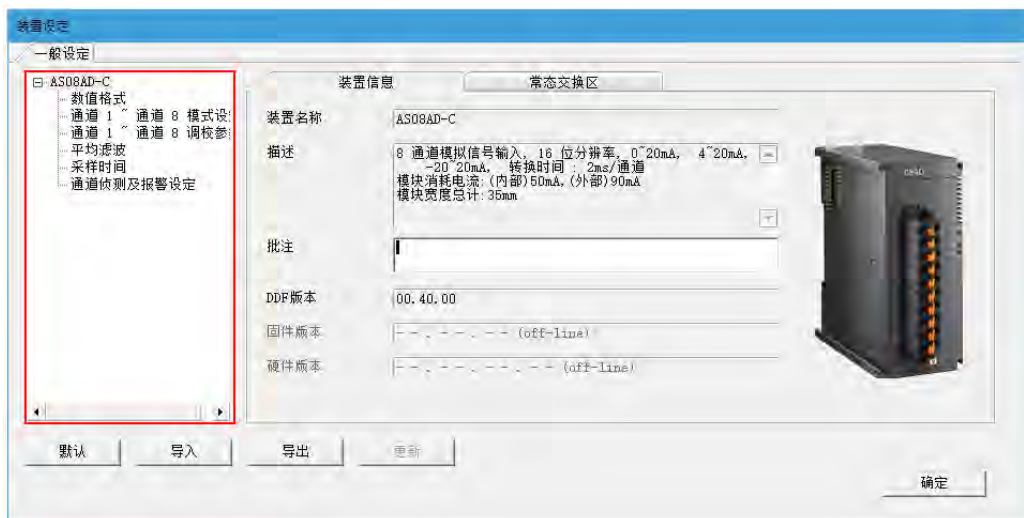 装置设定
一般设定
AS08AD-C
数值格式
通道 1 ~ 通道 8 模式设
通道 1 ~ 通道 8 调校参
平均滤波
采样时间
通道侦测及报警设定
装置信息
常态交换区
装置名称
AS08AD-C
描述
8 通道模拟信号输入, 16 位分辨率, 0~20mA, 4~20mA,
-20~20mA, 转换时间 : 2ms/通道
模块消耗电流:(内部)50mA,(外部)90mA
模块宽度总计:35mm
批注
DDF版本
00.40.00
固件版本
--.--.-- (off-line)
硬件版本
--.--.--.-- (off-line)
08AD
默认
导入
导出
更新
确定